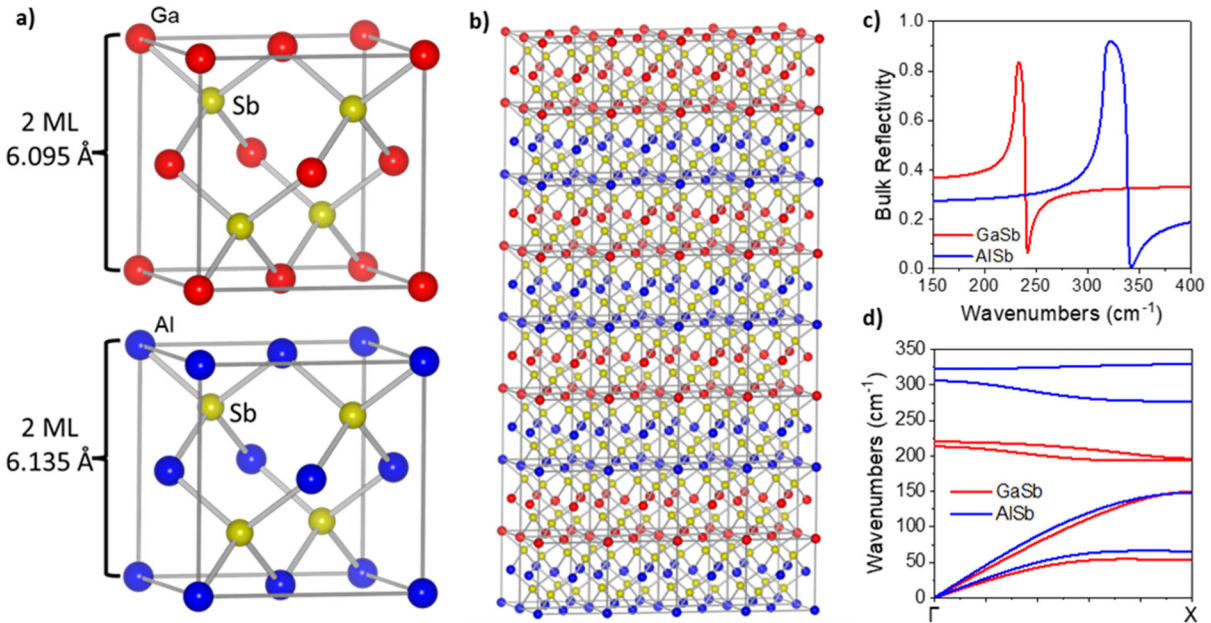 a)
Ga
Sb
2 ML
6.095 Å
Al
Sb
2 ML
6.135 Å
b)
c)
1.0
0.8
0.6
0.4
0.2
0.0
Bulk Reflectivity
GaSb
AlSb
150 200 250 300 350 400
Wavenumbers (cm-1)
d)
350
300
250
200
150
100
50
0
Wavenumbers (cm-1)
GaSb
AlSb
Γ X